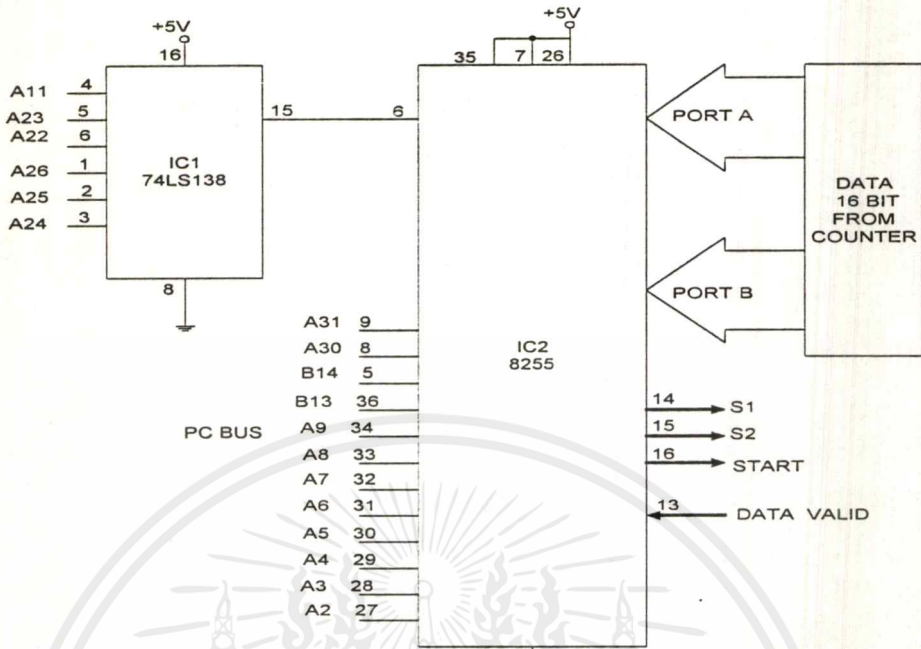 +5V
16
A11 4
A23 5
A22 6
A26 1
A25 2
A24 3
IC1
74LS138
15
8
+5V
35 7 26
6
PORT A
PORT B
DATA
16 BIT
FROM
COUNTER
IC2
8255
PC BUS
A31 9
A30 8
B14 5
B13 36
A9 34
A8 33
A7 32
A6 31
A5 30
A4 29
A3 28
A2 27
14 S1
15 S2
16 START
13 DATA VALID